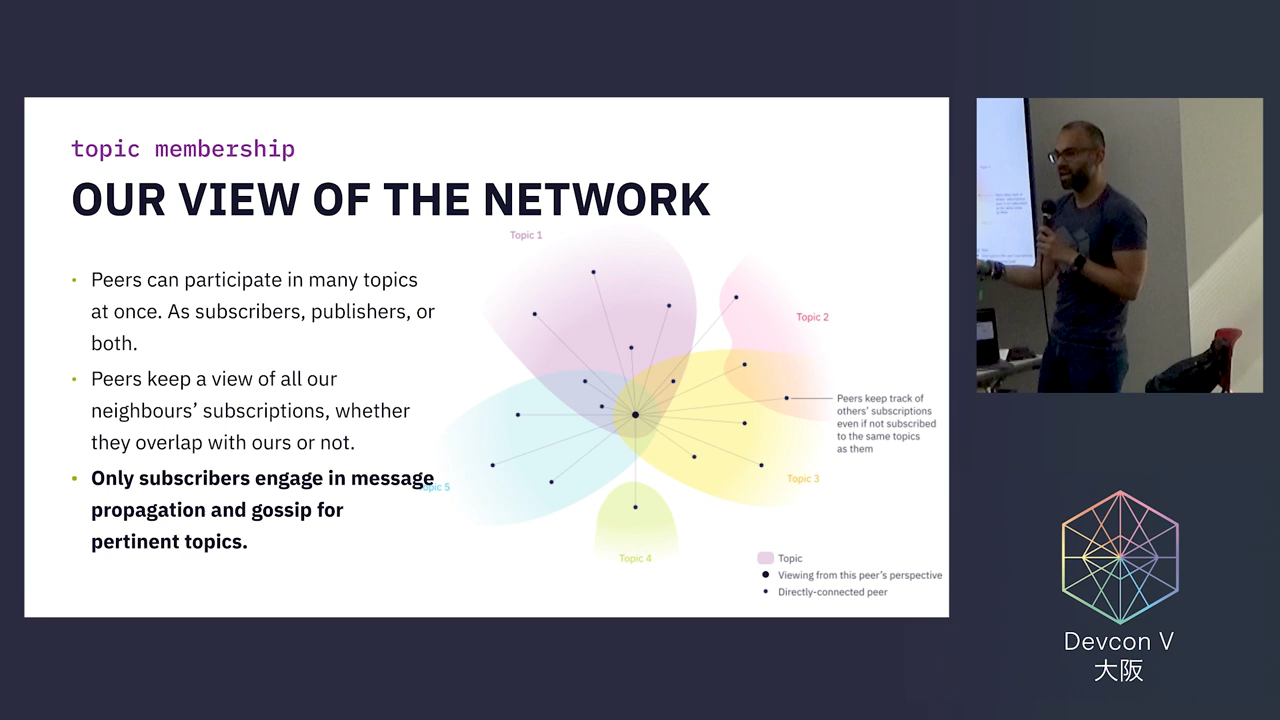 topic membership
OUR VIEW OF THE NETWORK
• Peers can participate in many topics
at once. As subscribers, publishers, or
both.
• Peers keep a view of all our
neighbours’ subscriptions, whether
they overlap with ours or not.
• Only subscribers engage in message
propagation and gossip for
pertinent topics.
Topic 1
Topic 2
Peers keep track of
others’ subscriptions
even if not subscribed
to the same topics
as them
Topic 3
opic 5
Topic 4
Topic
Viewing from this peer’s perspective
Directly-connected peer
Devcon V
大阪